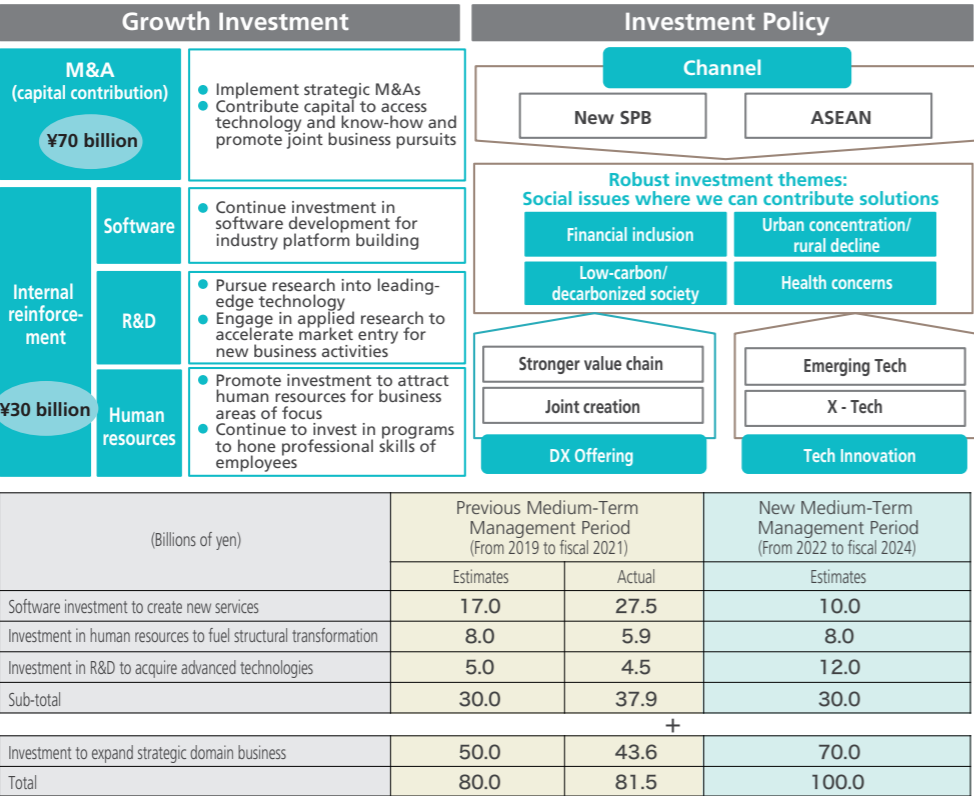 Growth Investment
M&A
(capital contribution)
¥70 billion
● Implement strategic M&As
● Contribute capital to access
technology and know-how and
promote joint business pursuits
Internal
reinforce-
ment
¥30 billion
Software
● Continue investment in
software development for
industry platform building
R&D
● Pursue research into leading-
edge technology
● Engage in applied research to
accelerate market entry for
new business activities
Human
resources
● Promote investment to attract
human resources for business
areas of focus
● Continue to invest in programs
to hone professional skills of
employees
Investment Policy
Channel
New SPB
ASEAN
Robust investment themes:
Social issues where we can contribute solutions
Financial inclusion
Urban concentration/
rural decline
Low-carbon/
decarbonized society
Health concerns
Stronger value chain
Joint creation
DX Offering
Emerging Tech
X - Tech
Tech Innovation
(Billions of yen)
Previous Medium-Term
Management Period
(From 2019 to fiscal 2021)
New Medium-Term
Management Period
(From 2022 to fiscal 2024)
Estimates Actual Estimates
Software investment to create new services 17.0 27.5 10.0
Investment in human resources to fuel structural transformation 8.0 5.9 8.0
Investment in R&D to acquire advanced technologies 5.0 4.5 12.0
Sub-total 30.0 37.9 30.0
+
Investment to expand strategic domain business 50.0 43.6 70.0
Total 80.0 81.5 100.0